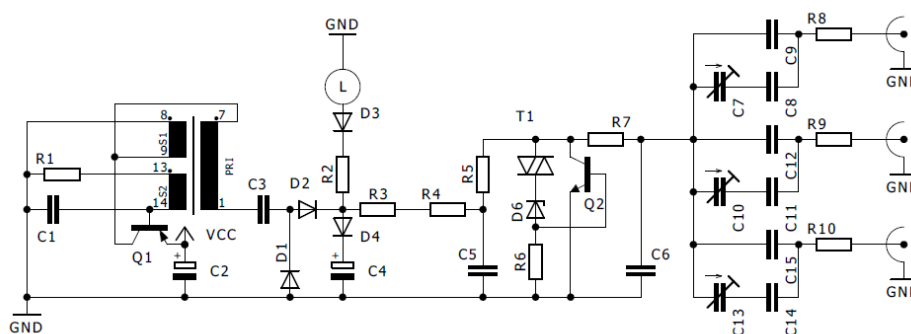 GND
L
D3
R2
D4
+
C4
8
7
S1
9
13
R1
S2
14
PRI
1
C1
Q1
VCC
+
C2
C3
D2
D1
GND
R3
R4
R5
C5
T1
D6
R6
Q2
R7
C6
C9
R8
GND
C7
C8
C12
R9
GND
C10
C11
C15
R10
GND
C13
C14